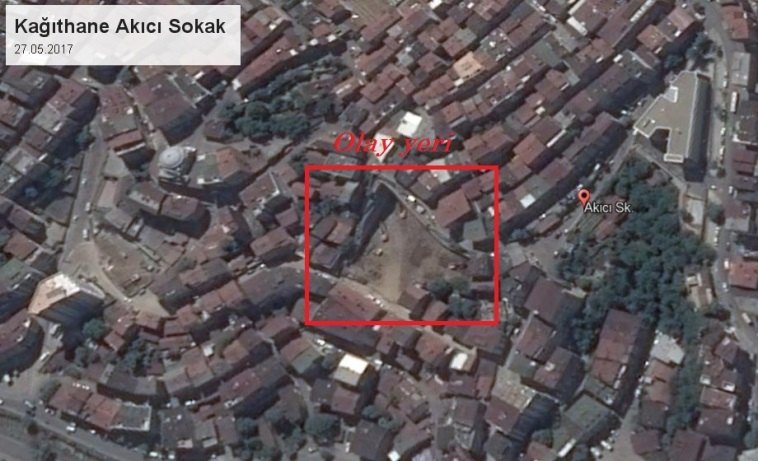 Kağıthane Akıcı Sokak
27.05.2017
Olay yeri
Akıcı Sk.